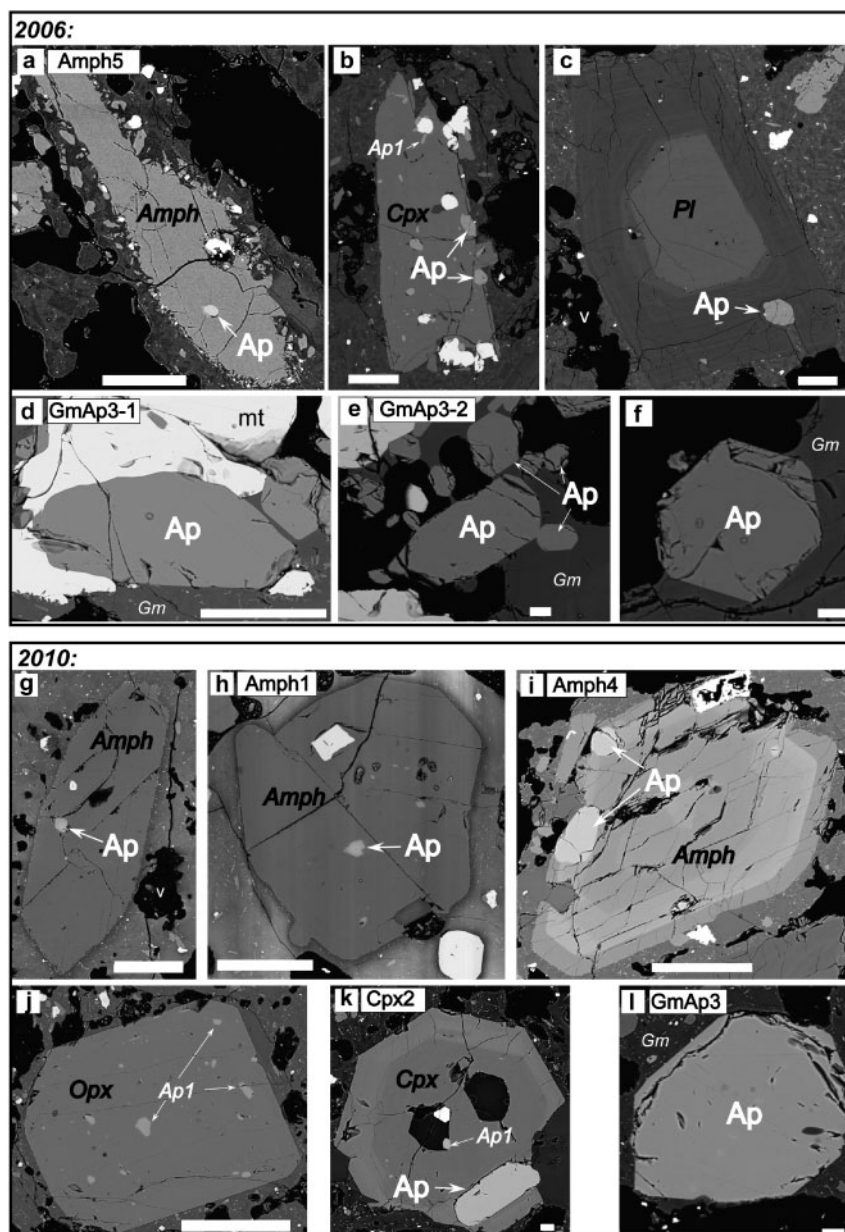 2006:
a Amph5
Amph
Ap
b
Ap1
Cpx
Ap
c
Pl
Ap
v
d GmAp3-1
mt
Ap
Gm
e GmAp3-2
Ap
Gm
f
Gm
Ap
2010:
g
Amph
Ap
v
h Amph1
Amph
Ap
i Amph4
Ap
Amph
j
Opx
Ap1
k Cpx2
Cpx
Ap1
Ap
l GmAp3
Gm
Ap